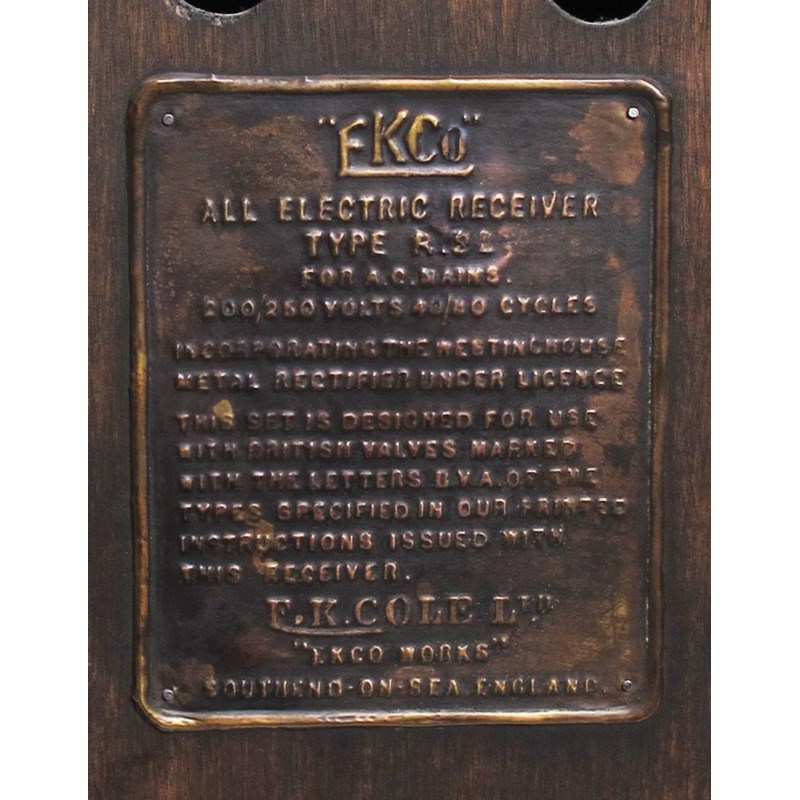 "EKCo"
ALL ELECTRIC RECEIVER
TYPE R.S2
FOR A.C. MAINS.
200/250 VOLTS 40/80 CYCLES
INCORPORATING THE WESTINGHOUSE
METAL RECTIFIER UNDER LICENCE
THIS SET IS DESIGNED FOR USE
WITH BRITISH VALVES MARKED
WITH THE LETTERS B.V.A. OF THE
TYPES SPECIFIED IN OUR PRINTED
INSTRUCTIONS ISSUED WITH
THIS RECEIVER.
E.K.COLE LTD
"EKCO WORKS"
SOUTHEND-ON-SEA ENGLAND.